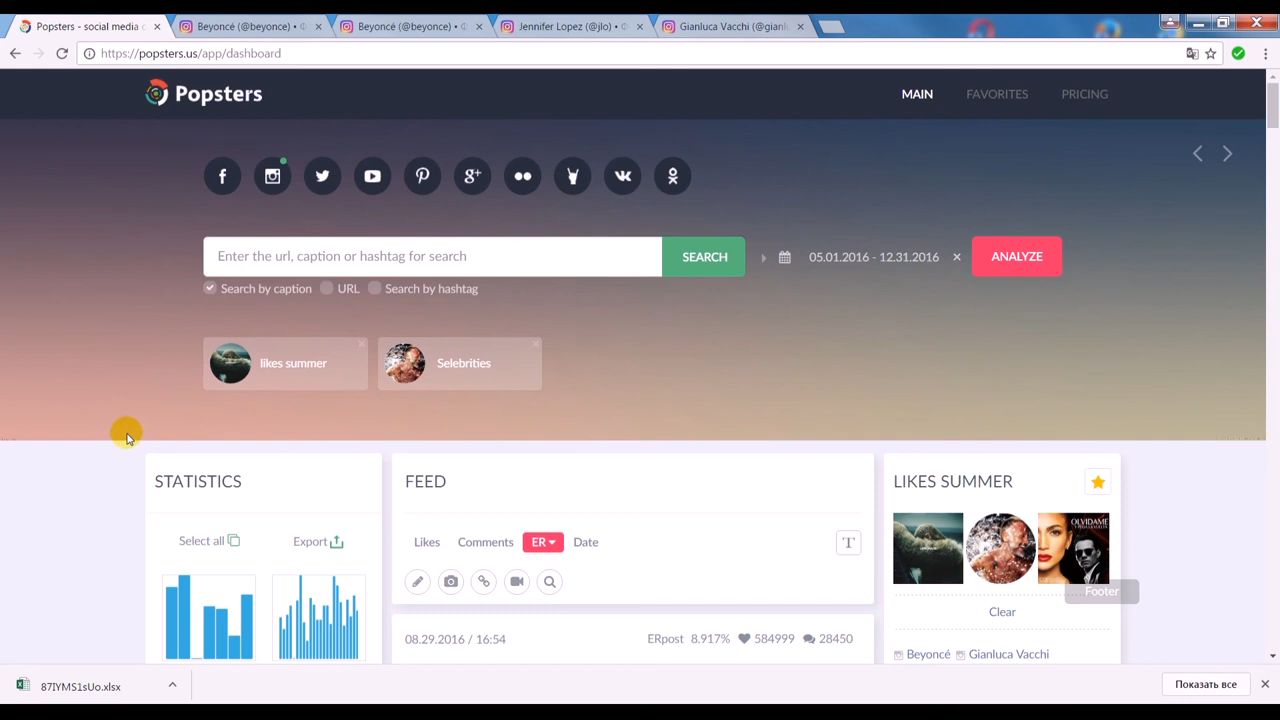 Popsters - social media c
Beyoncé (@beyonce) •
Beyoncé (@beyonce) •
Jennifer Lopez (@jlo) •
Gianluca Vacchi (@gianl
https://popsters.us/app/dashboard
Popsters
MAIN
FAVORITES
PRICING
Enter the url, caption or hashtag for search
SEARCH
05.01.2016 - 12.31.2016
ANALYZE
Search by caption
URL
Search by hashtag
likes summer
Selebrities
STATISTICS
Select all
Export
FEED
Likes
Comments
ER
Date
T
08.29.2016 / 16:54
ERpost 8.917% 584999 28450
LIKES SUMMER
OLVIDAME
Footer
Clear
Beyoncé Gianluca Vacchi
87IYMS1sUo.xlsx
Показать все